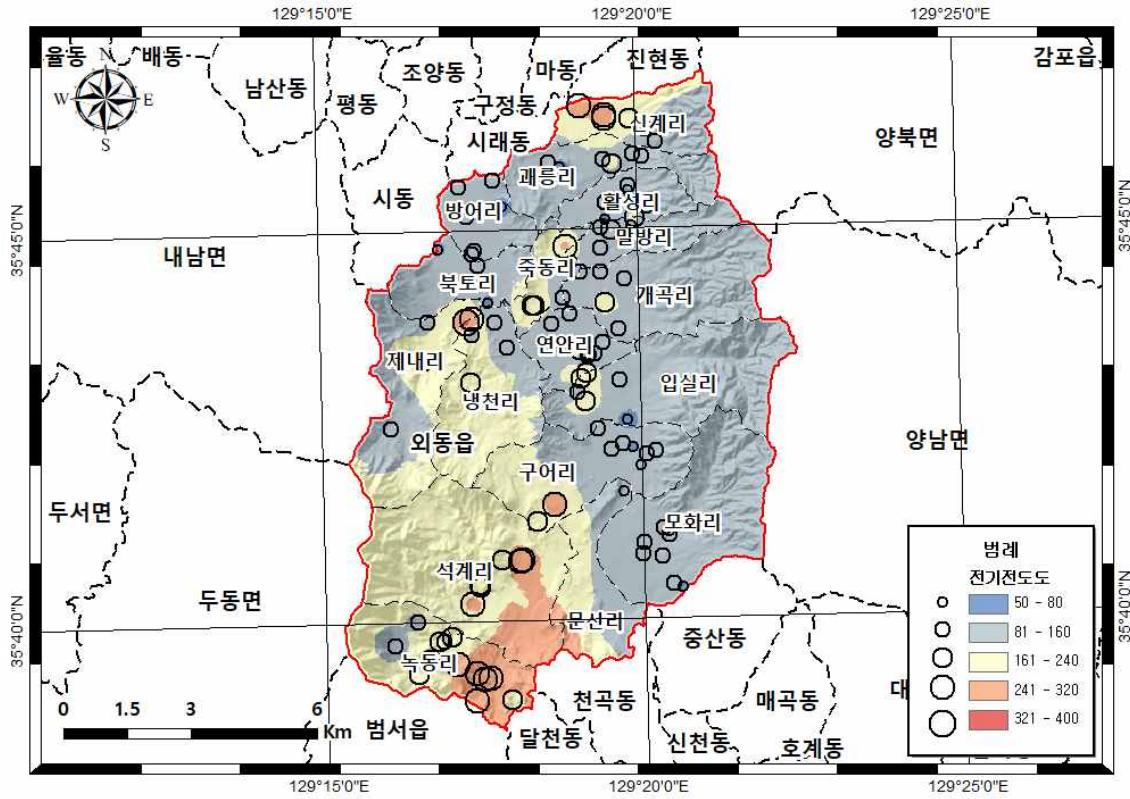 129°15'0"E 129°20'0"E 129°25'0"E
율동 배동 진현동 감포읍
조양동 마동
남산동
평동 구정동
N
W E
S
신계리
시래동 양북면
괘릉리
시동 활성리
방어리
말방리
35°45'0"N 35°45'0"N
내남면
죽동리
북토리 개곡리
연안리
제내리
입실리
냉천리
외동읍 양남면
구어리
두서면
모화리
범례
전기전도도
석계리
50 - 80
두동면
문산리
81 - 160
35°40'0"N 35°40'0"N
중산동
161 - 240
녹동리
대
천곡동 매곡동
241 - 320
0 1.5 3 6
Km
범서읍
달천동 신천동
321 - 400
호계동
129°15'0"E 129°20'0"E 129°25'0"E